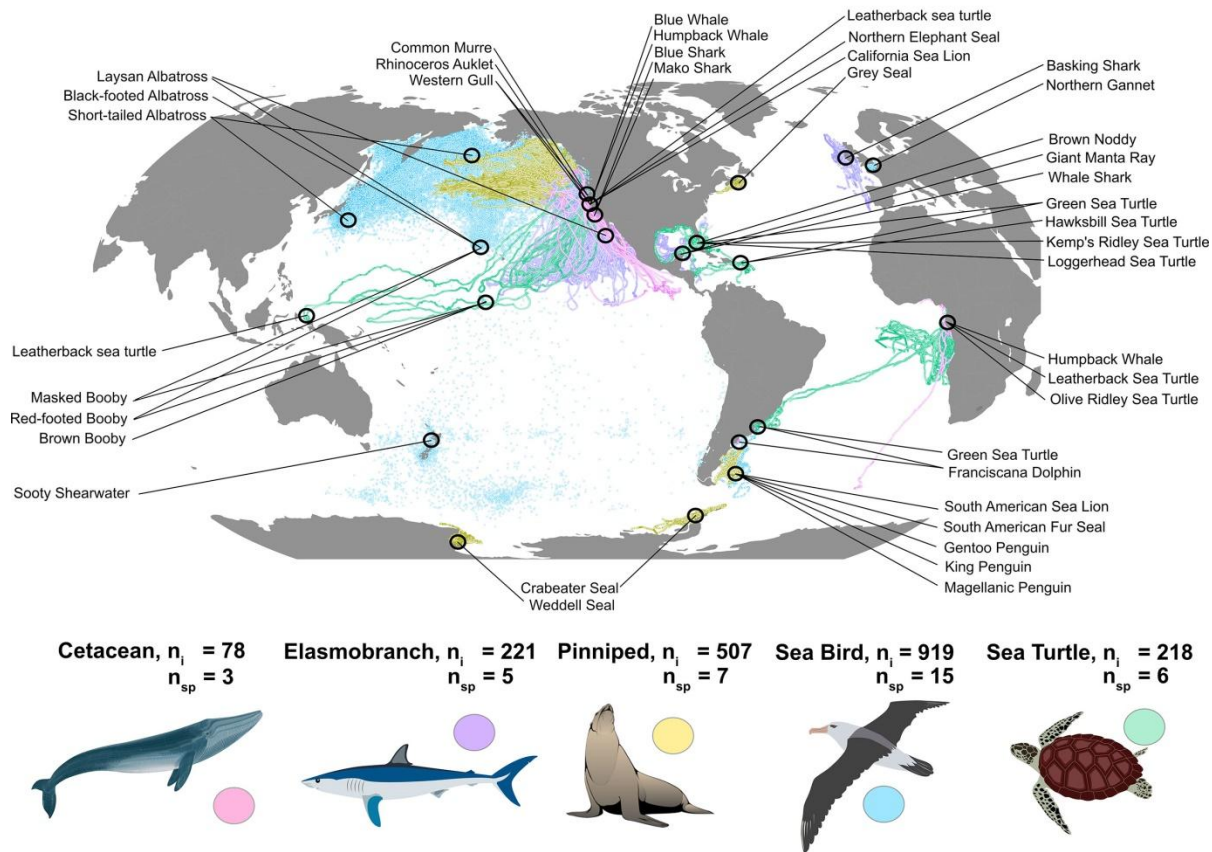 Blue Whale
Humpback Whale
Blue Shark
Mako Shark
Common Murre
Rhinoceros Auklet
Western Gull
Laysan Albatross
Black-footed Albatross
Short-tailed Albatross
Leatherback sea turtle
Northern Elephant Seal
California Sea Lion
Grey Seal
Basking Shark
Northern Gannet
Brown Noddy
Giant Manta Ray
Whale Shark
Green Sea Turtle
Hawksbill Sea Turtle
Kemp's Ridley Sea Turtle
Loggerhead Sea Turtle
Leatherback sea turtle
Masked Booby
Red-footed Booby
Brown Booby
Sooty Shearwater
Humpback Whale
Leatherback Sea Turtle
Olive Ridley Sea Turtle
Green Sea Turtle
Franciscana Dolphin
South American Sea Lion
South American Fur Seal
Gentoo Penguin
King Penguin
Magellanic Penguin
Crabeater Seal
Weddell Seal
Cetacean, ni = 78
nsp = 3
Elasmobranch, ni = 221
nsp = 5
Pinniped, ni = 507
nsp = 7
Sea Bird, ni = 919
nsp = 15
Sea Turtle, ni = 218
nsp = 6